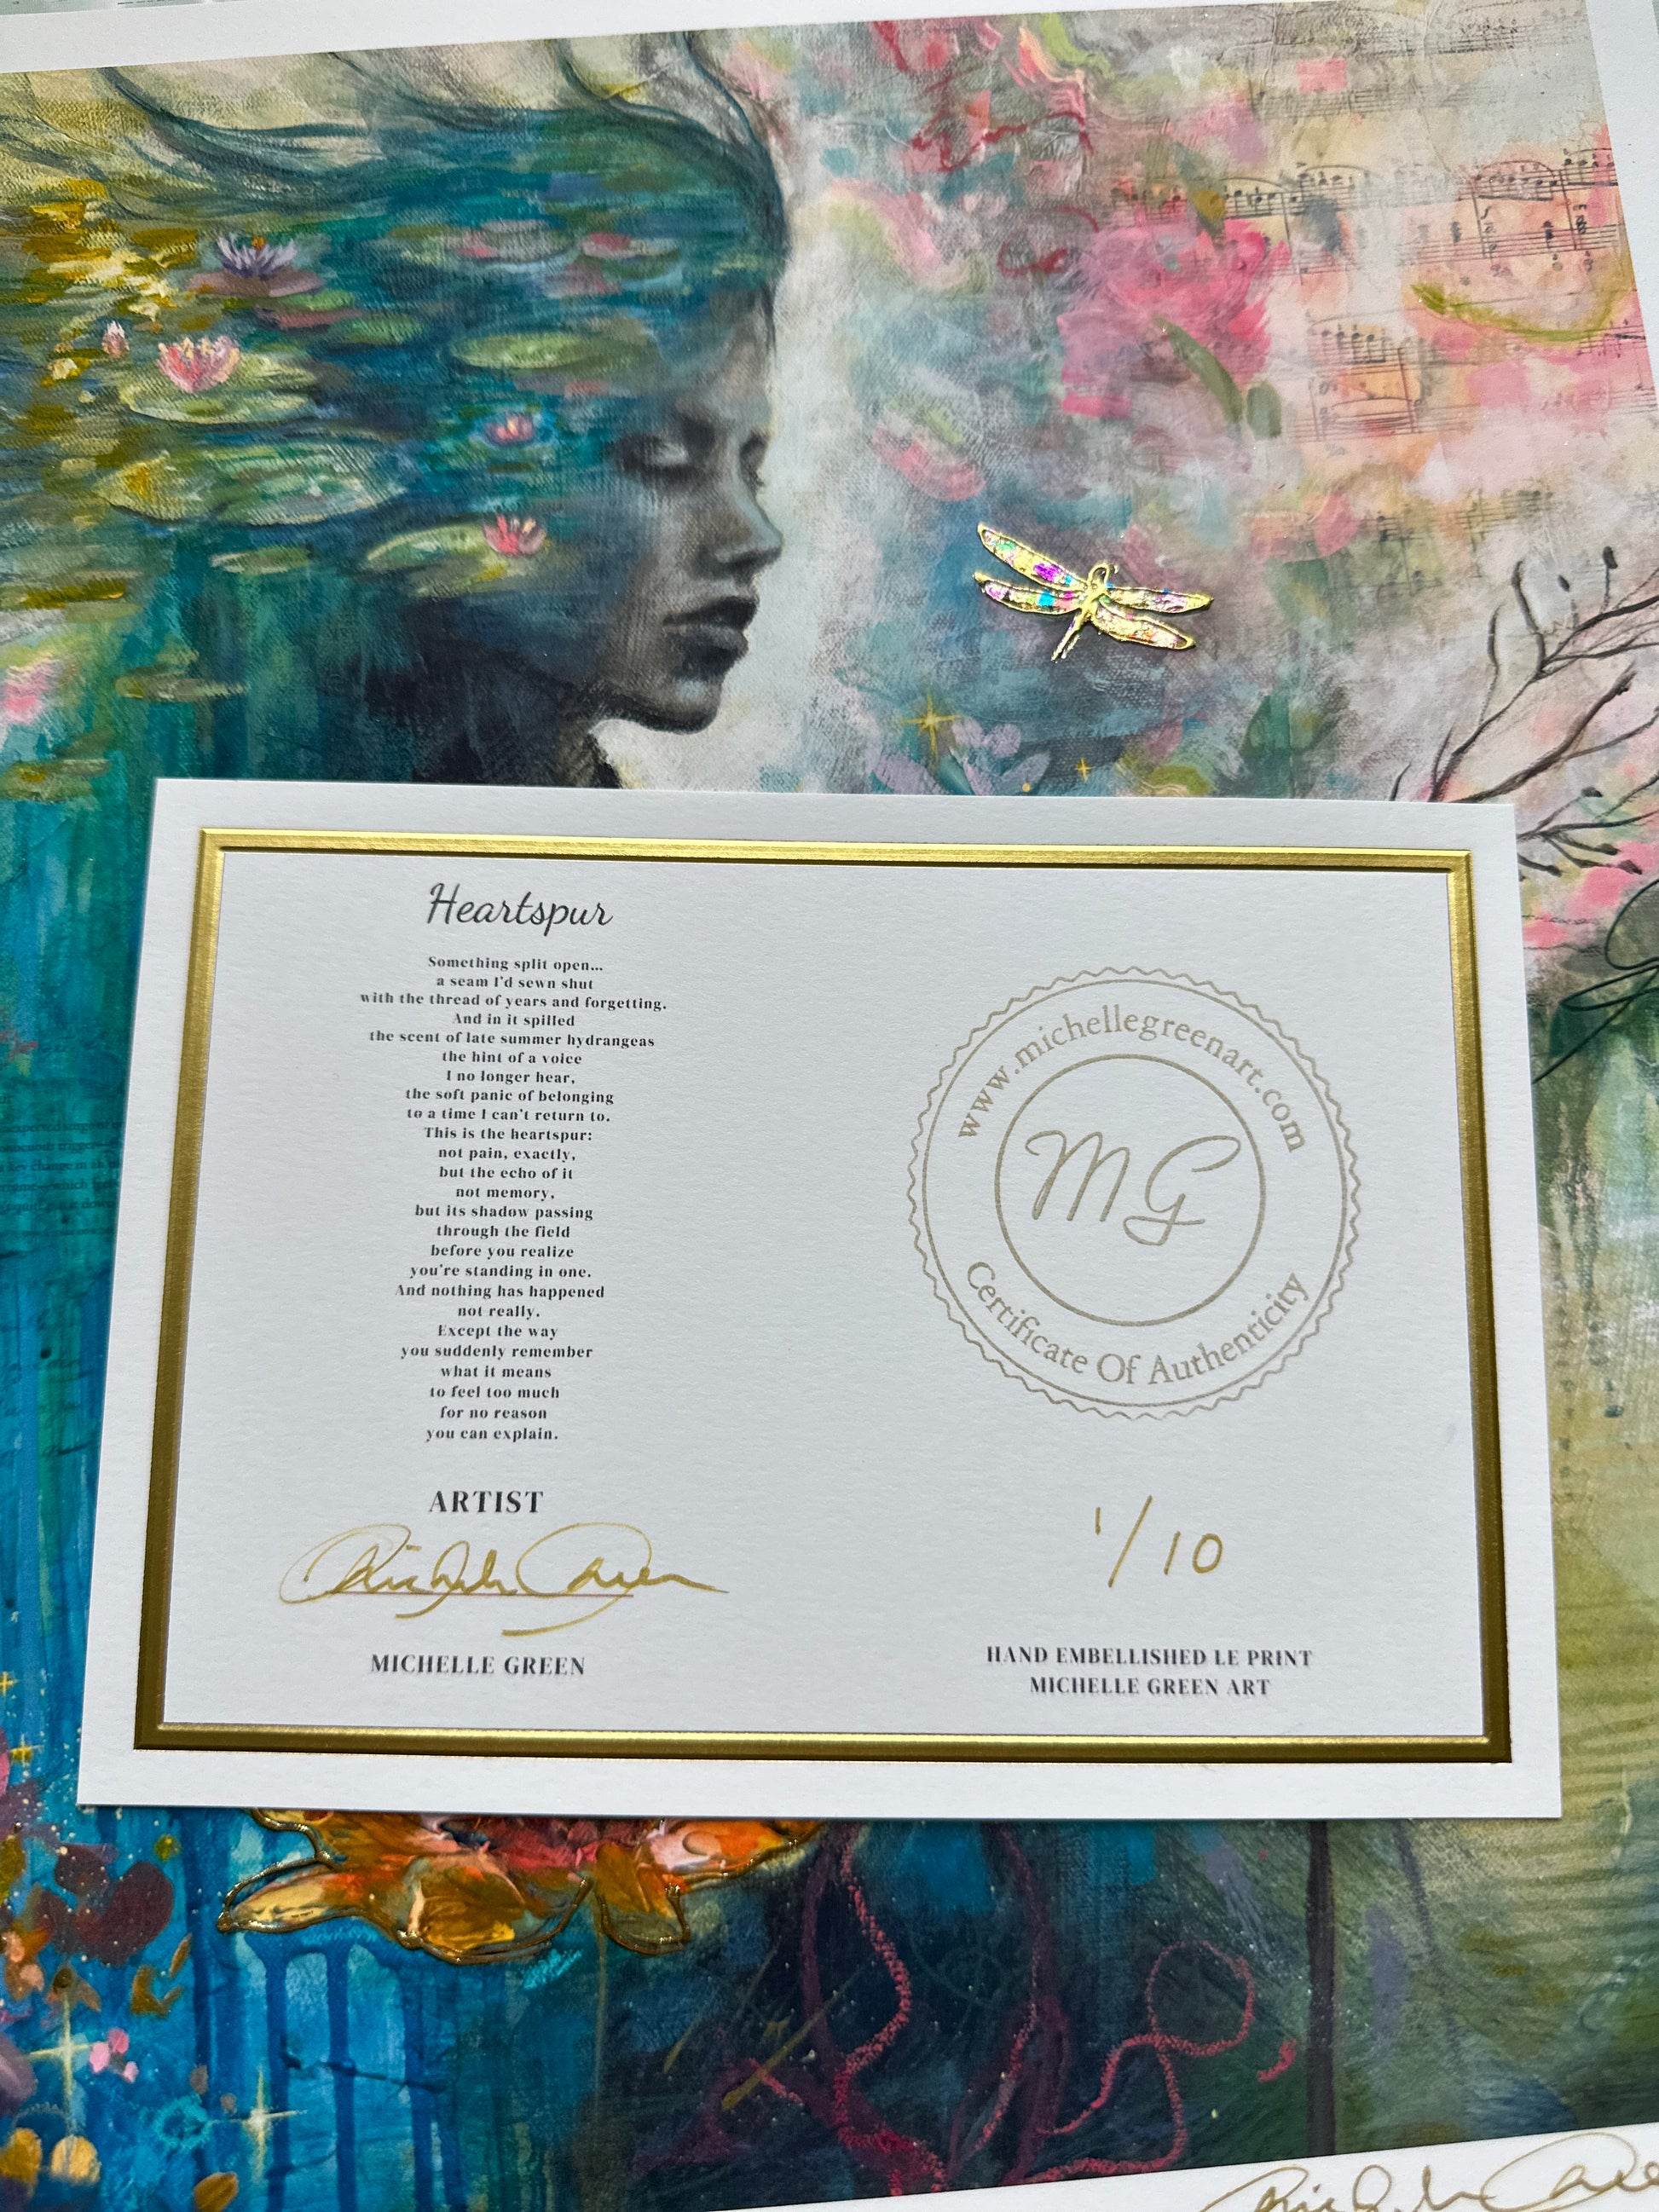 Heartspur
Something split open...
a seam I'd sewn shut
with the thread of years and forgetting.
And in it spilled
the scent of late summer hydrangeas
the hint of a voice
I no longer hear,
the soft panic of belonging
to a time I can't return to.
This is the heartspur:
not pain, exactly,
but the echo of it
not memory,
but its shadow passing
through the field
before you realize
you're standing in one.
And nothing has happened
not really.
Except the way
you suddenly remember
what it means
to feel too much
for no reason
you can explain.
ARTIST
Michelle Green
MICHELLE GREEN
www.michellegreenart.com
MG
Certificate Of Authenticity
1/10
HAND EMBELLISHED LE PRINT
MICHELLE GREEN ART
key change in